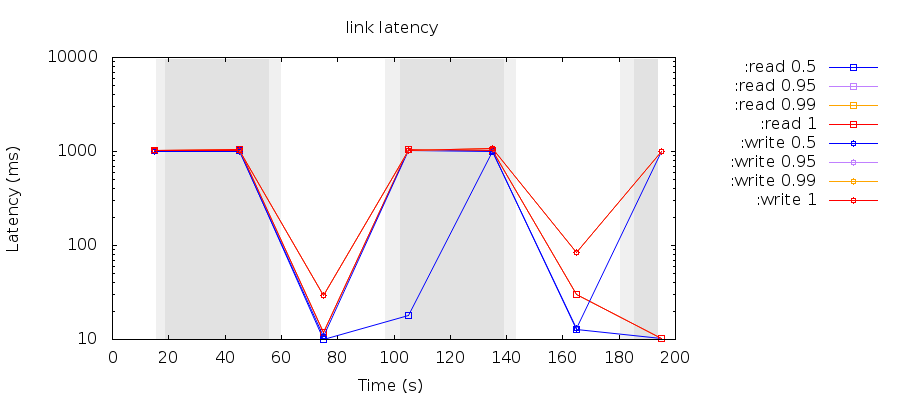 link latency
Latency (ms)
10000
1000
100
10
0 20 40 60 80 100 120 140 160 180 200
Time (s)
:read 0.5
:read 0.95
:read 0.99
:read 1
:write 0.5
:write 0.95
:write 0.99
:write 1